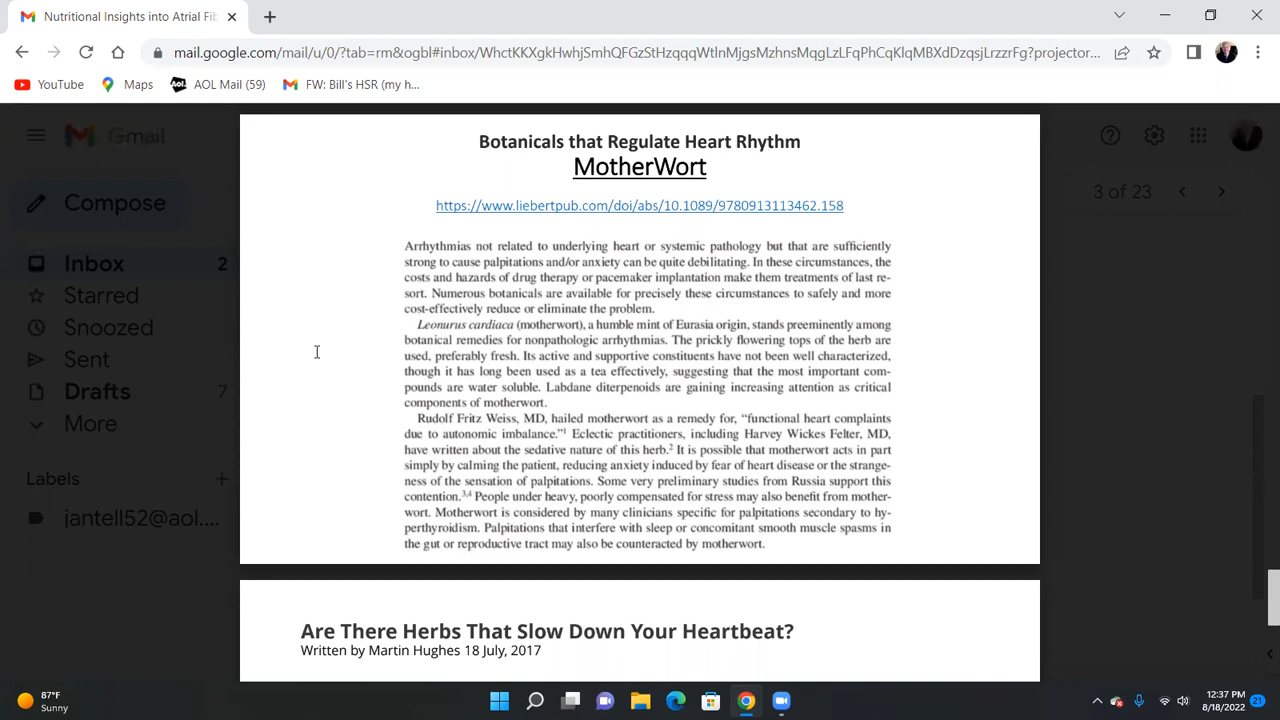 Nutritional Insights into Atrial Fib
mail.google.com/mail/u/0/?tab=rm&ogbl#inbox/WhctKKXgkHwhjSmhQFGzStHzqqqWtlnMjgsMzhnsMqgLzLFqPhCqKlqMBXdDzqsjLrzzrFg?projector...
YouTube
Maps
AOL Mail (59)
FW: Bill's HSR (my h...
Gmail
Compose
Inbox 2
Starred
Snoozed
Sent
Drafts 7
More
Labels
jantell52@aol....
3 of 23
Botanicals that Regulate Heart Rhythm
MotherWort
https://www.liebertpub.com/doi/abs/10.1089/9780913113462.158
Arrhythmias not related to underlying heart or systemic pathology but that are sufficiently
strong to cause palpitations and/or anxiety can be quite debilitating. In these circumstances, the
costs and hazards of drug therapy or pacemaker implantation make them treatments of last re-
sort. Numerous botanicals are available for precisely these circumstances to safely and more
cost-effectively reduce or eliminate the problem.
Leonurus cardiaca (motherwort), a humble mint of Eurasia origin, stands preeminently among
botanical remedies for nonpathologic arrhythmias. The prickly flowering tops of the herb are
used, preferably fresh. Its active and supportive constituents have not been well characterized,
though it has long been used as a tea effectively, suggesting that the most important com-
pounds are water soluble. Labdane diterpenoids are gaining increasing attention as critical
components of motherwort.
Rudolf Fritz Weiss, MD, hailed motherwort as a remedy for, “functional heart complaints
due to autonomic imbalance.”1 Eclectic practitioners, including Harvey Wickes Felter, MD,
have written about the sedative nature of this herb.2 It is possible that motherwort acts in part
simply by calming the patient, reducing anxiety induced by fear of heart disease or the strange-
ness of the sensation of palpitations. Some very preliminary studies from Russia support this
contention.3,4 People under heavy, poorly compensated for stress may also benefit from mother-
wort. Motherwort is considered by many clinicians specific for palpitations secondary to hy-
perthyroidism. Palpitations that interfere with sleep or concomitant smooth muscle spasms in
the gut or reproductive tract may also be counteracted by motherwort.
Are There Herbs That Slow Down Your Heartbeat?
Written by Martin Hughes 18 July, 2017
87°F
Sunny
12:37 PM
8/18/2022
21